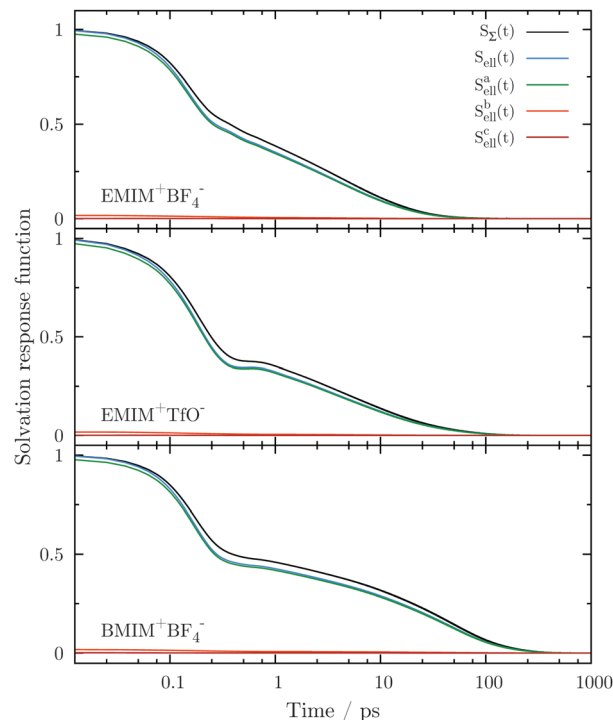 Solvation response function
1
0.5
0
S_Σ(t)
S_ell(t)
S^a_ell(t)
S^b_ell(t)
S^c_ell(t)
EMIM⁺BF₄⁻
1
0.5
0
EMIM⁺TfO⁻
1
0.5
0
BMIM⁺BF₄⁻
0.1 1 10 100 1000
Time / ps